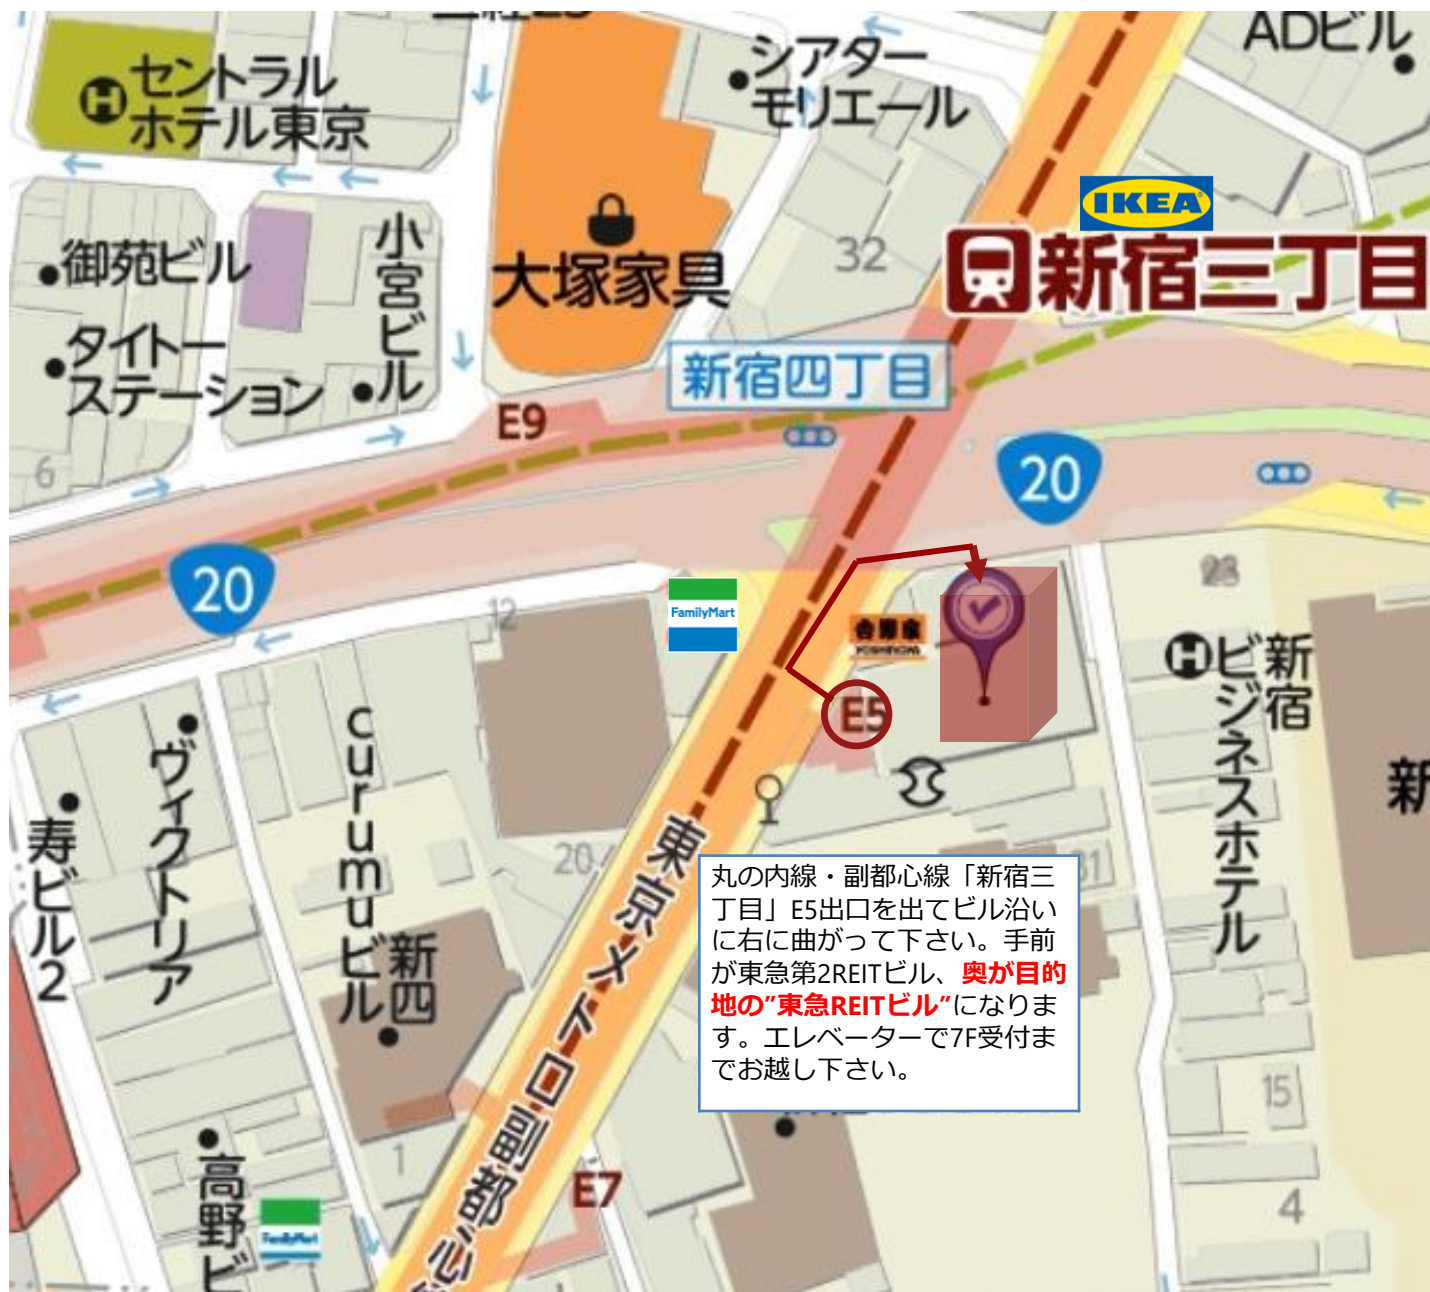 ADビル
シアター
モリエール
セントラル
ホテル東京
IKEA
新宿三丁目
32
大塚家具
小宮ビル
御苑ビル
タイトー
ステーション
新宿四丁目
E9
6
20
20
23
12
FamilyMart
吉野家
YOSHINOYA
E5
新宿
ビジネスホテル
新
ヴィクトリア
curumuビル
寿ビル2
20
東京メトロ副都心
31
丸の内線・副都心線「新宿三
丁目」E5出口を出てビル沿い
に右に曲がって下さい。手前
が東急第2REITビル、奥が目的
地の”東急REITビル”になりま
す。エレベーターで7F受付ま
でお越し下さい。
新四
15
1
E7
4
高野ビ
FamilyMart